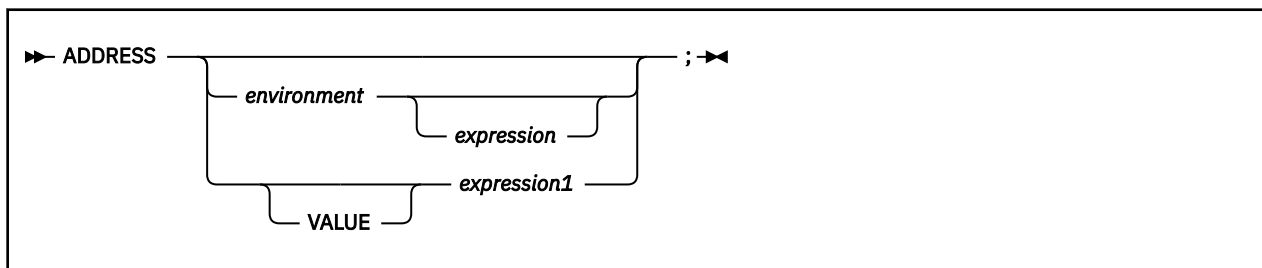 ADDRESS ;
environment
expression
expression1
VALUE